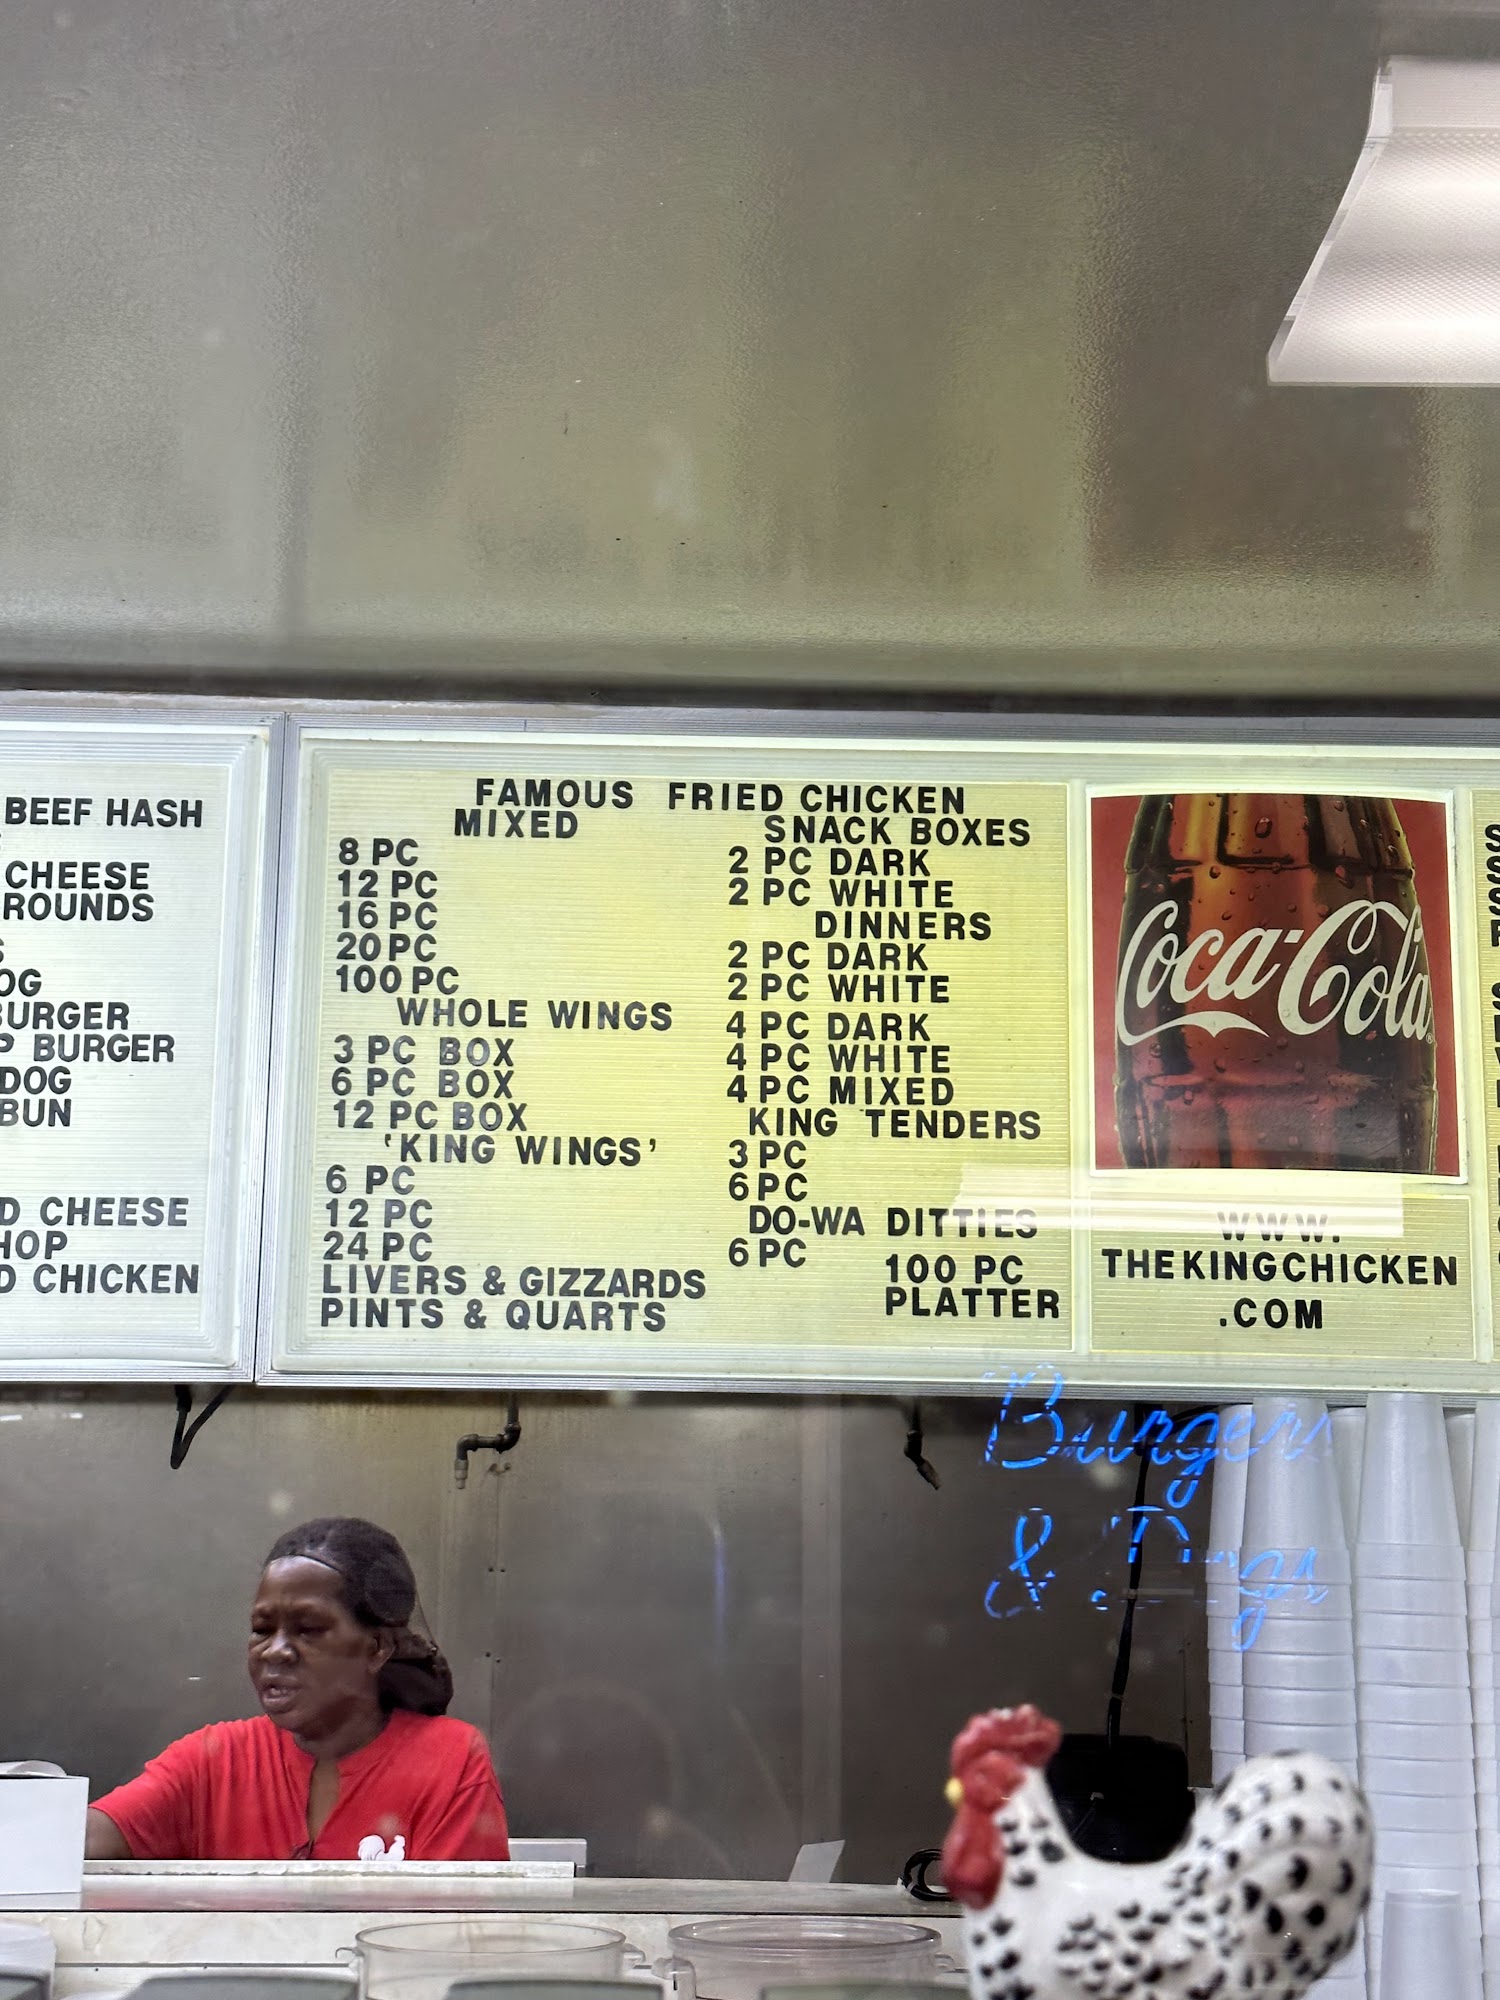 BEEF HASH
CHEESE
ROUNDS
BURGER
BURGER
DOG
BUN
CHEESE
CHICKEN
FAMOUS FRIED CHICKEN
MIXED
8 PC
12 PC
16 PC
20 PC
100 PC
WHOLE WINGS
3 PC BOX
6 PC BOX
12 PC BOX
'KING WINGS'
6 PC
12 PC
24 PC
LIVERS & GIZZARDS
PINTS & QUARTS
SNACK BOXES
2 PC DARK
2 PC WHITE
DINNERS
2 PC DARK
2 PC WHITE
4 PC DARK
4 PC WHITE
4 PC MIXED
KING TENDERS
3 PC
6 PC
DO-WA DITTIES
6 PC
100 PC
PLATTER
Coca-Cola
WWW.
THEKINGCHICKEN
.COM
Burgers
& Dogs